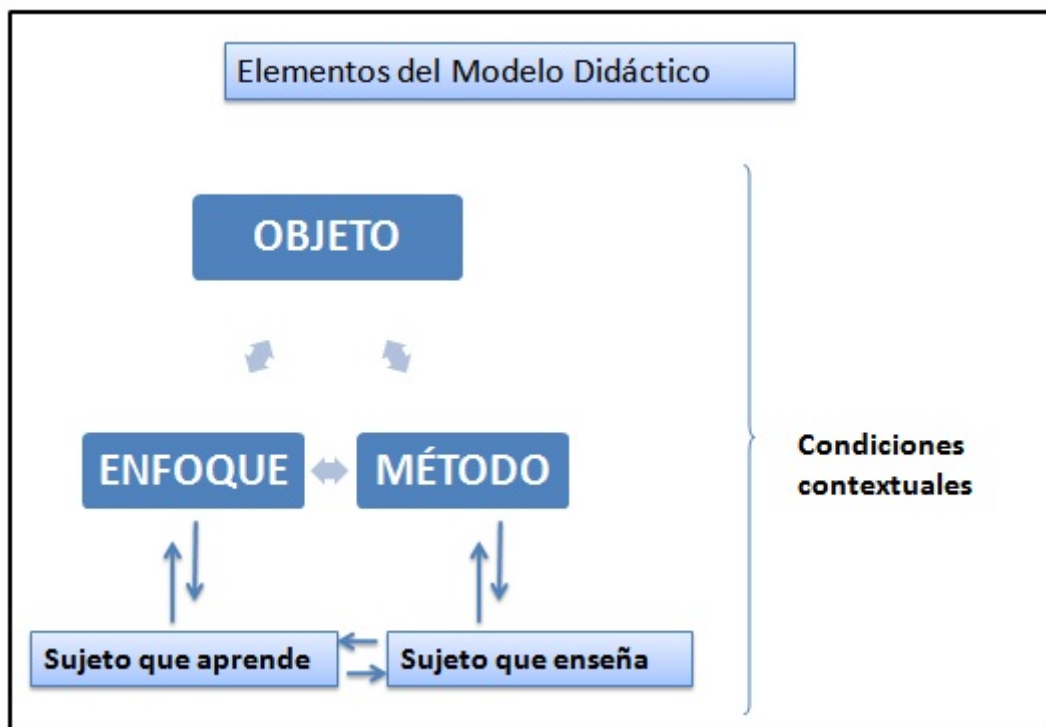 Elementos del Modelo Didáctico
OBJETO
ENFOQUE
MÉTODO
Condiciones
contextuales
Sujeto que aprende
Sujeto que enseña